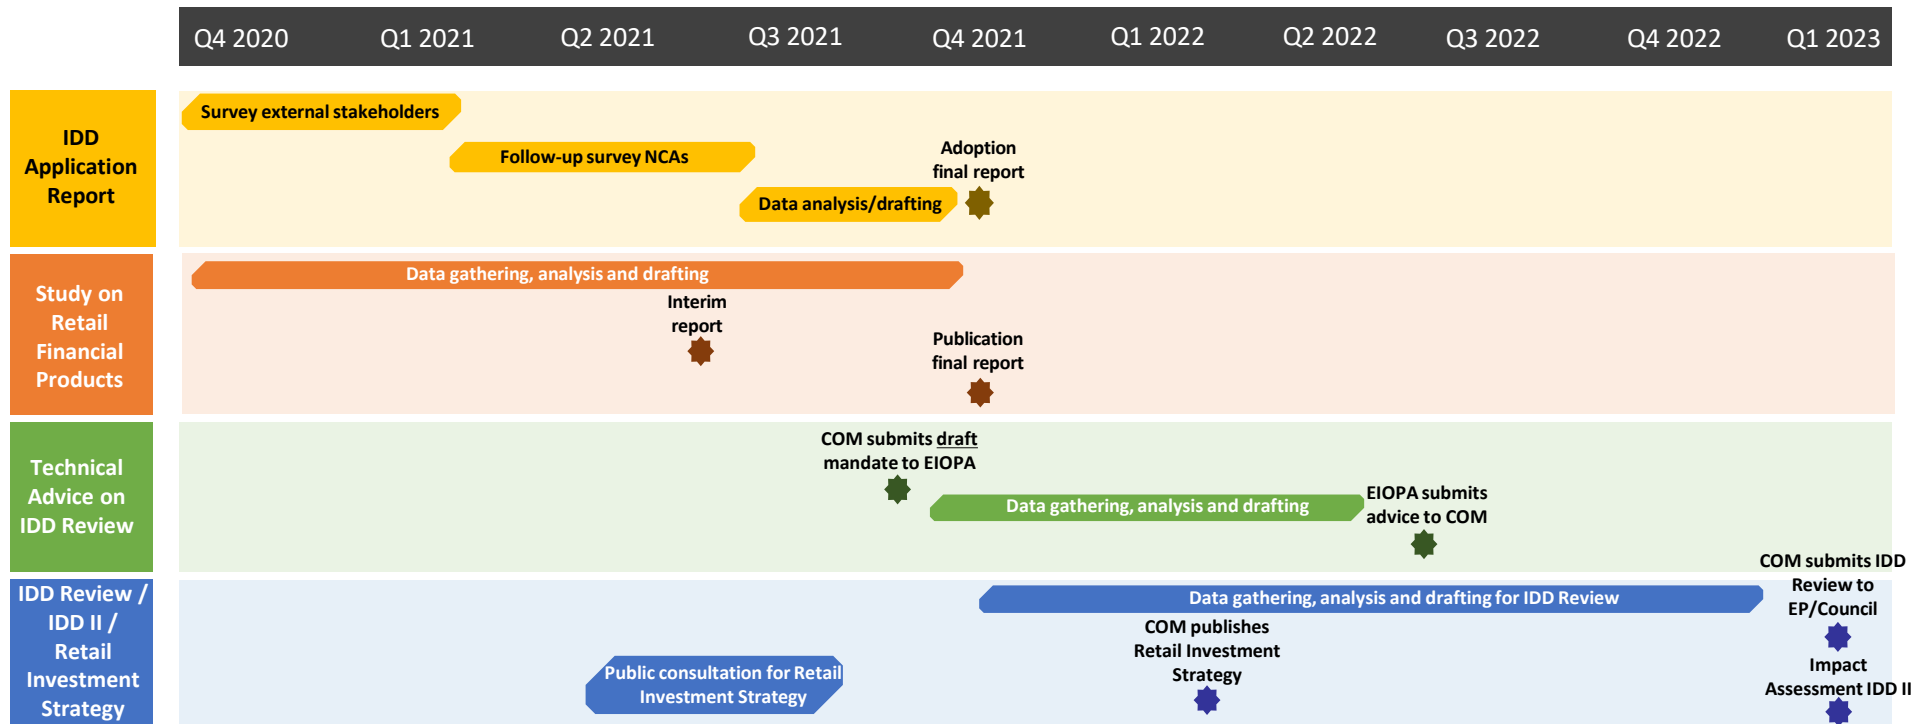 Q4 2020 Q1 2021 Q2 2021 Q3 2021 Q4 2021 Q1 2022 Q2 2022 Q3 2022 Q4 2022 Q1 2023
IDD
Application
Report
Survey external stakeholders
Follow-up survey NCAs
Data analysis/drafting
Adoption
final report
Study on
Retail
Financial
Products
Data gathering, analysis and drafting
Interim
report
Publication
final report
Technical
Advice on
IDD Review
COM submits draft
mandate to EIOPA
Data gathering, analysis and drafting
EIOPA submits
advice to COM
IDD Review /
IDD II /
Retail
Investment
Strategy
Public consultation for Retail
Investment Strategy
Data gathering, analysis and drafting for IDD Review
COM publishes
Retail Investment
Strategy
COM submits IDD
Review to
EP/Council
Impact
Assessment IDD II